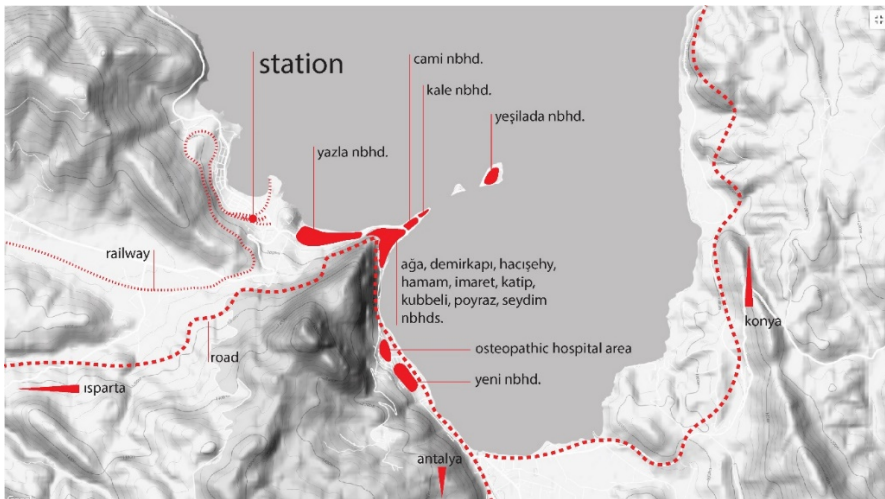 station
cami nbhd.
kale nbhd.
yeşilada nbhd.
yazla nbhd.
railway
ağa, demirkapı, hacışehy,
hamam, imaret, katip,
kubbeli, poyraz, seydim
nbhds.
konya
road
osteopathic hospital area
ısparta
yeni nbhd.
antalya